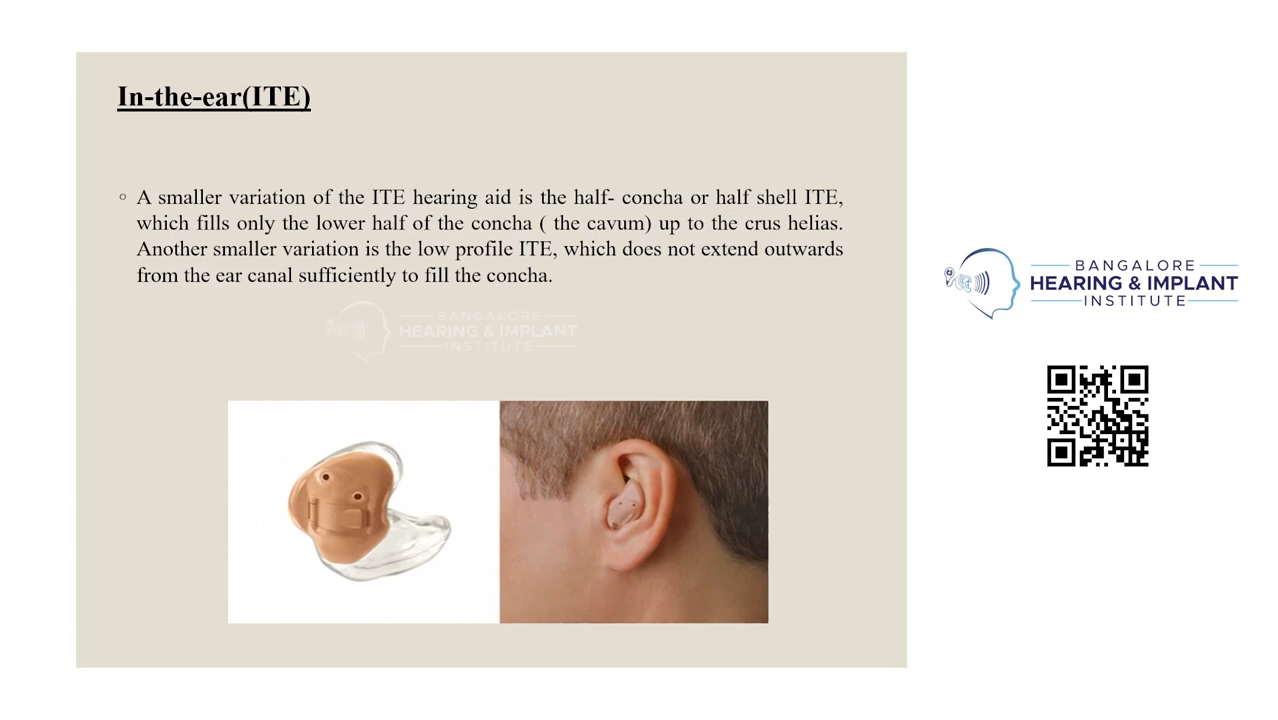 In-the-ear(ITE)
◦ A smaller variation of the ITE hearing aid is the half- concha or half shell ITE,
which fills only the lower half of the concha ( the cavum) up to the crus helias.
Another smaller variation is the low profile ITE, which does not extend outwards
from the ear canal sufficiently to fill the concha.
BANGALORE
HEARING & IMPLANT
INSTITUTE
BANGALORE
HEARING & IMPLANT
INSTITUTE